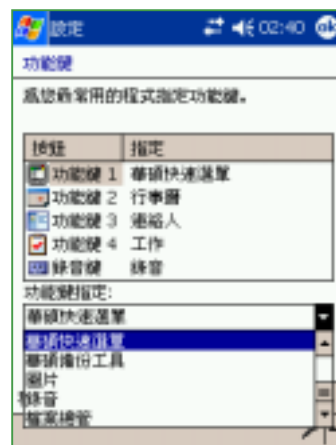 設定 02:40 ok
功能鍵
爲您最常用的程式指定功能鍵。
按鈕 指定
功能鍵 1 華碩快速選單
功能鍵 2 行事曆
功能鍵 3 連絡人
功能鍵 4 工作
錄音鍵 錄音
功能鍵指定:
華碩快速選單
華碩快速選單
華碩備份工具
圖片
錄音
檔案總管